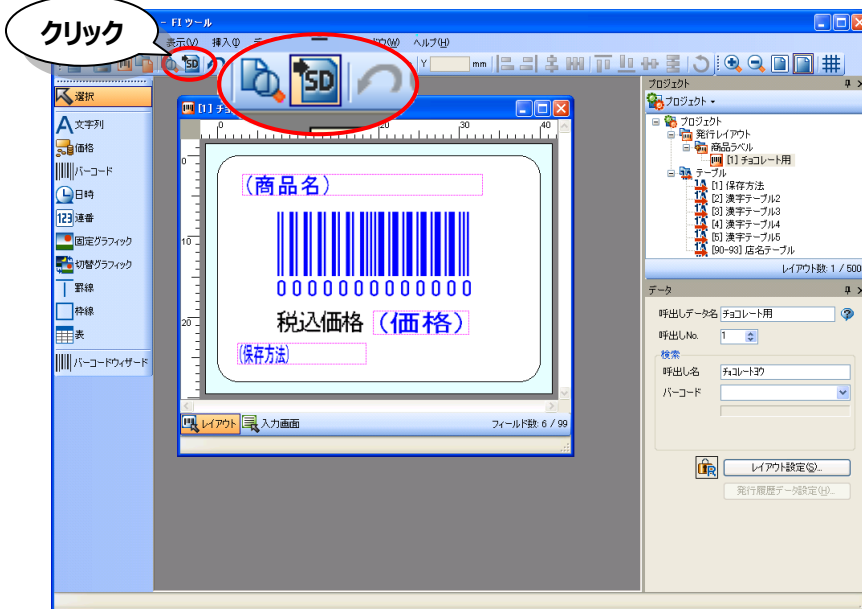 クリック
- FI ツール
表示(V) 挿入(I) ヘルプ(H)
SD
SD
Y mm
選択
文字列
価格
バーコード
日時
123 連番
固定グラフィック
切替グラフィック
罫線
枠線
表
バーコードウィザード
[1] チョ
0 20 30 40
0
10
20
(商品名)
0000000000000
税込価格 (価格)
(保存方法)
レイアウト 入力画面 フィールド数: 6 / 99
プロジェクト
プロジェクト
プロジェクト
発行レイアウト
商品ラベル
[1] チョコレート用
テーブル
[1] 保存方法
[2] 漢字テーブル2
[3] 漢字テーブル3
[4] 漢字テーブル4
[5] 漢字テーブル5
[90-93] 店名テーブル
レイアウト数: 1 / 500
データ
呼出しデータ名 チョコレート用
呼出しNo. 1
検索
呼出し名 ﾁｮｺﾚｰﾄﾖｳ
バーコード
レイアウト設定(S)...
発行履歴データ設定(H)...